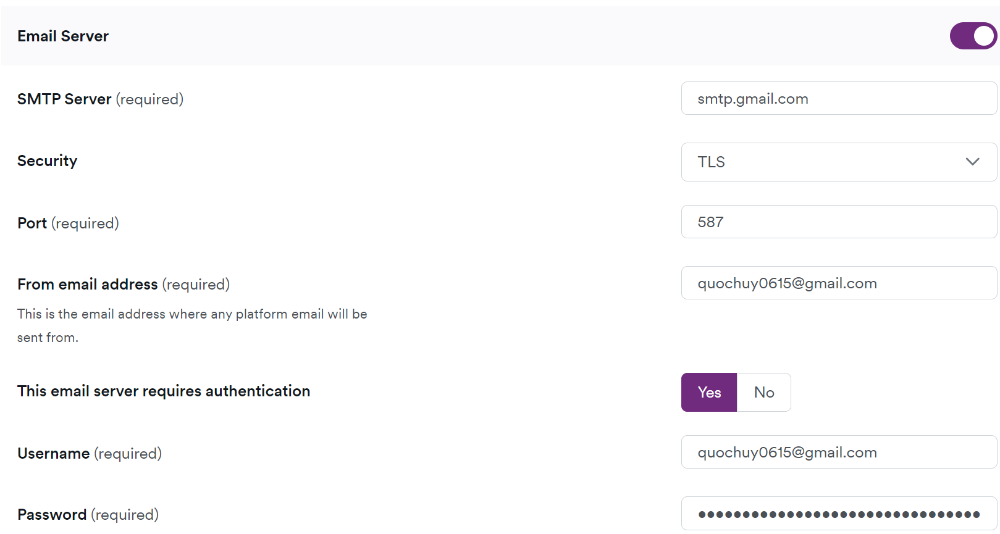 Email Server
SMTP Server (required)
smtp.gmail.com
Security
TLS
Port (required)
587
From email address (required)
quochuy0615@gmail.com
This is the email address where any platform email will be
sent from.
This email server requires authentication
Yes No
Username (required)
quochuy0615@gmail.com
Password (required)
••••••••••••••••••••••••••••••••